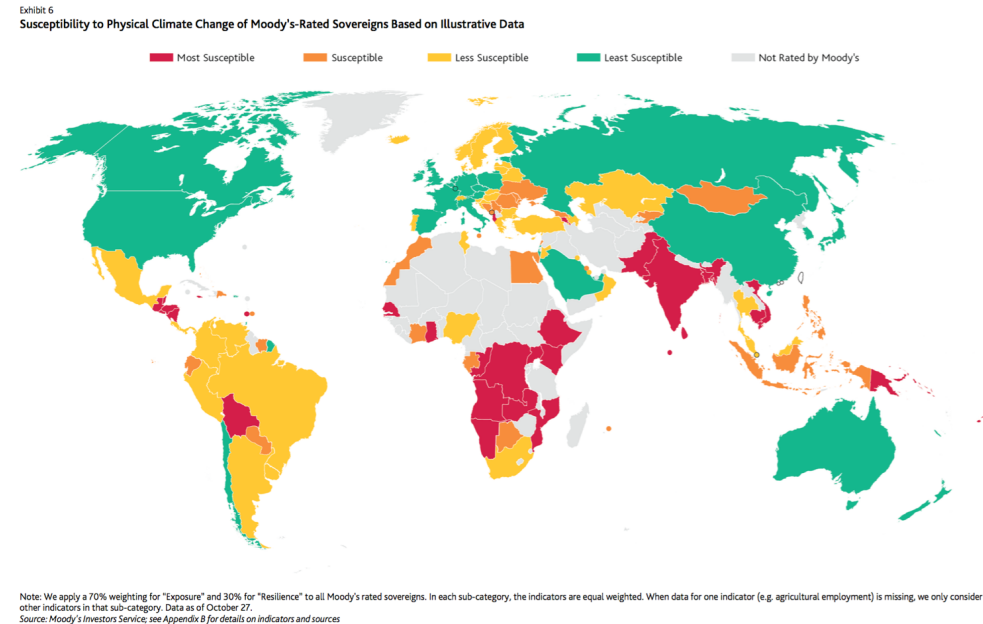 Exhibit 6
Susceptibility to Physical Climate Change of Moody's-Rated Sovereigns Based on Illustrative Data
Most Susceptible Susceptible Less Susceptible Least Susceptible Not Rated by Moody's
Note: We apply a 70% weighting for "Exposure" and 30% for "Resilience" to all Moody's rated sovereigns. In each sub-category, the indicators are equal weighted. When data for one indicator (e.g. agricultural employment) is missing, we only consider
other indicators in that sub-category. Data as of October 27.
Source: Moody's Investors Service; see Appendix B for details on indicators and sources